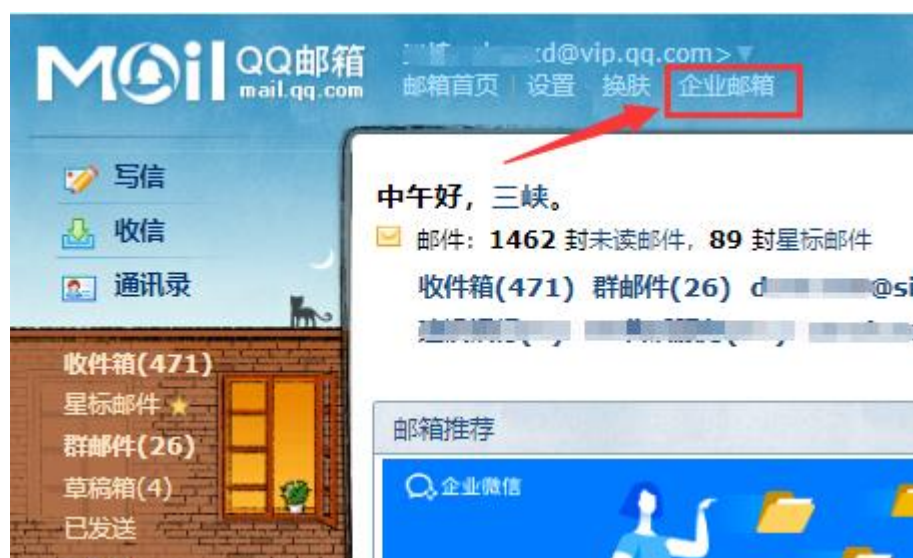 Mail QQ邮箱
mail.qq.com
d@vip.qq.com>
邮箱首页 | 设置 换肤 企业邮箱
写信
收信
通讯录
中午好，三峡。
邮件：1462 封未读邮件，89 封星标邮件
收件箱(471) 群邮件(26) d @si
收件箱(471)
星标邮件
群邮件(26)
草稿箱(4)
已发送
邮箱推荐
企业微信